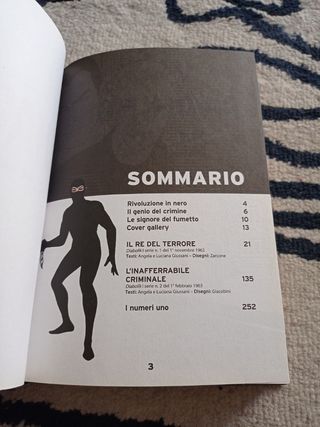 SOMMARIO
Rivoluzione in nero 4
Il genio del crimine 6
Le signore del fumetto 10
Cover gallery 13
IL RE DEL TERRORE 21
Diabolik I serie n. 1 del 1° novembre 1962
Testi: Angela e Luciana Giussani - Disegni: Zarcone
L'INAFFERRABILE
CRIMINALE 135
Diabolik I serie n. 2 del 1° febbraio 1963
Testi: Angela e Luciana Giussani - Disegni: Giacottini
I numeri uno 252
3